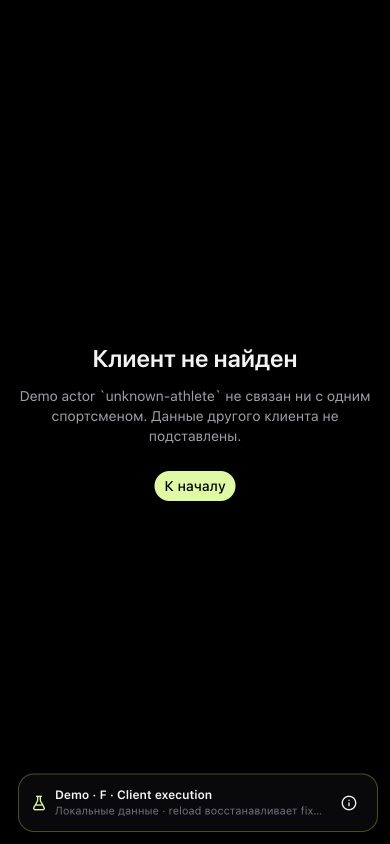 Клиент не найден
Demo actor `unknown-athlete` не связан ни с одним
спортсменом. Данные другого клиента не
подставлены.
К началу
Demo · F · Client execution
Локальные данные · reload восстанавливает fix...